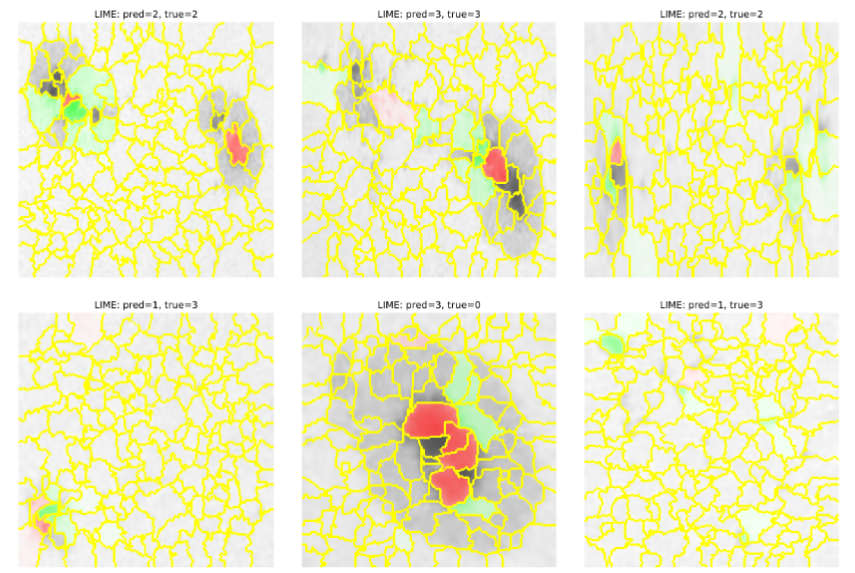 LIME: pred=2, true=2
LIME: pred=3, true=3
LIME: pred=2, true=2
LIME: pred=1, true=3
LIME: pred=3, true=0
LIME: pred=1, true=3